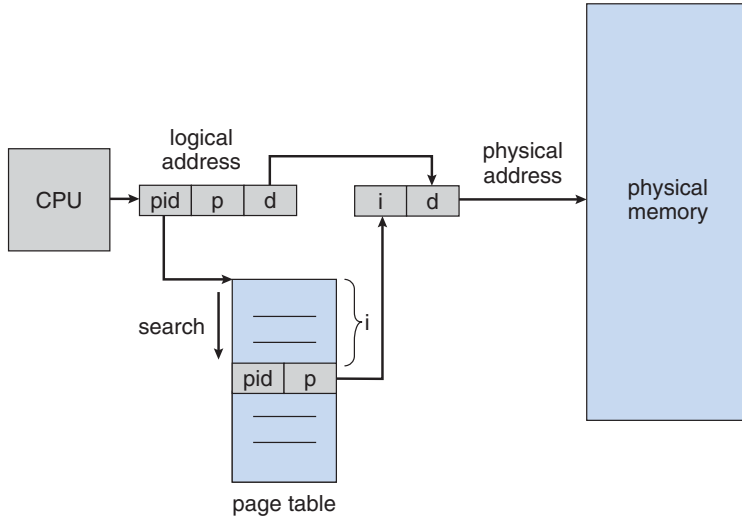 logical
address
CPU
pid p d
physical
address
i d
physical
memory
search
i
pid p
page table